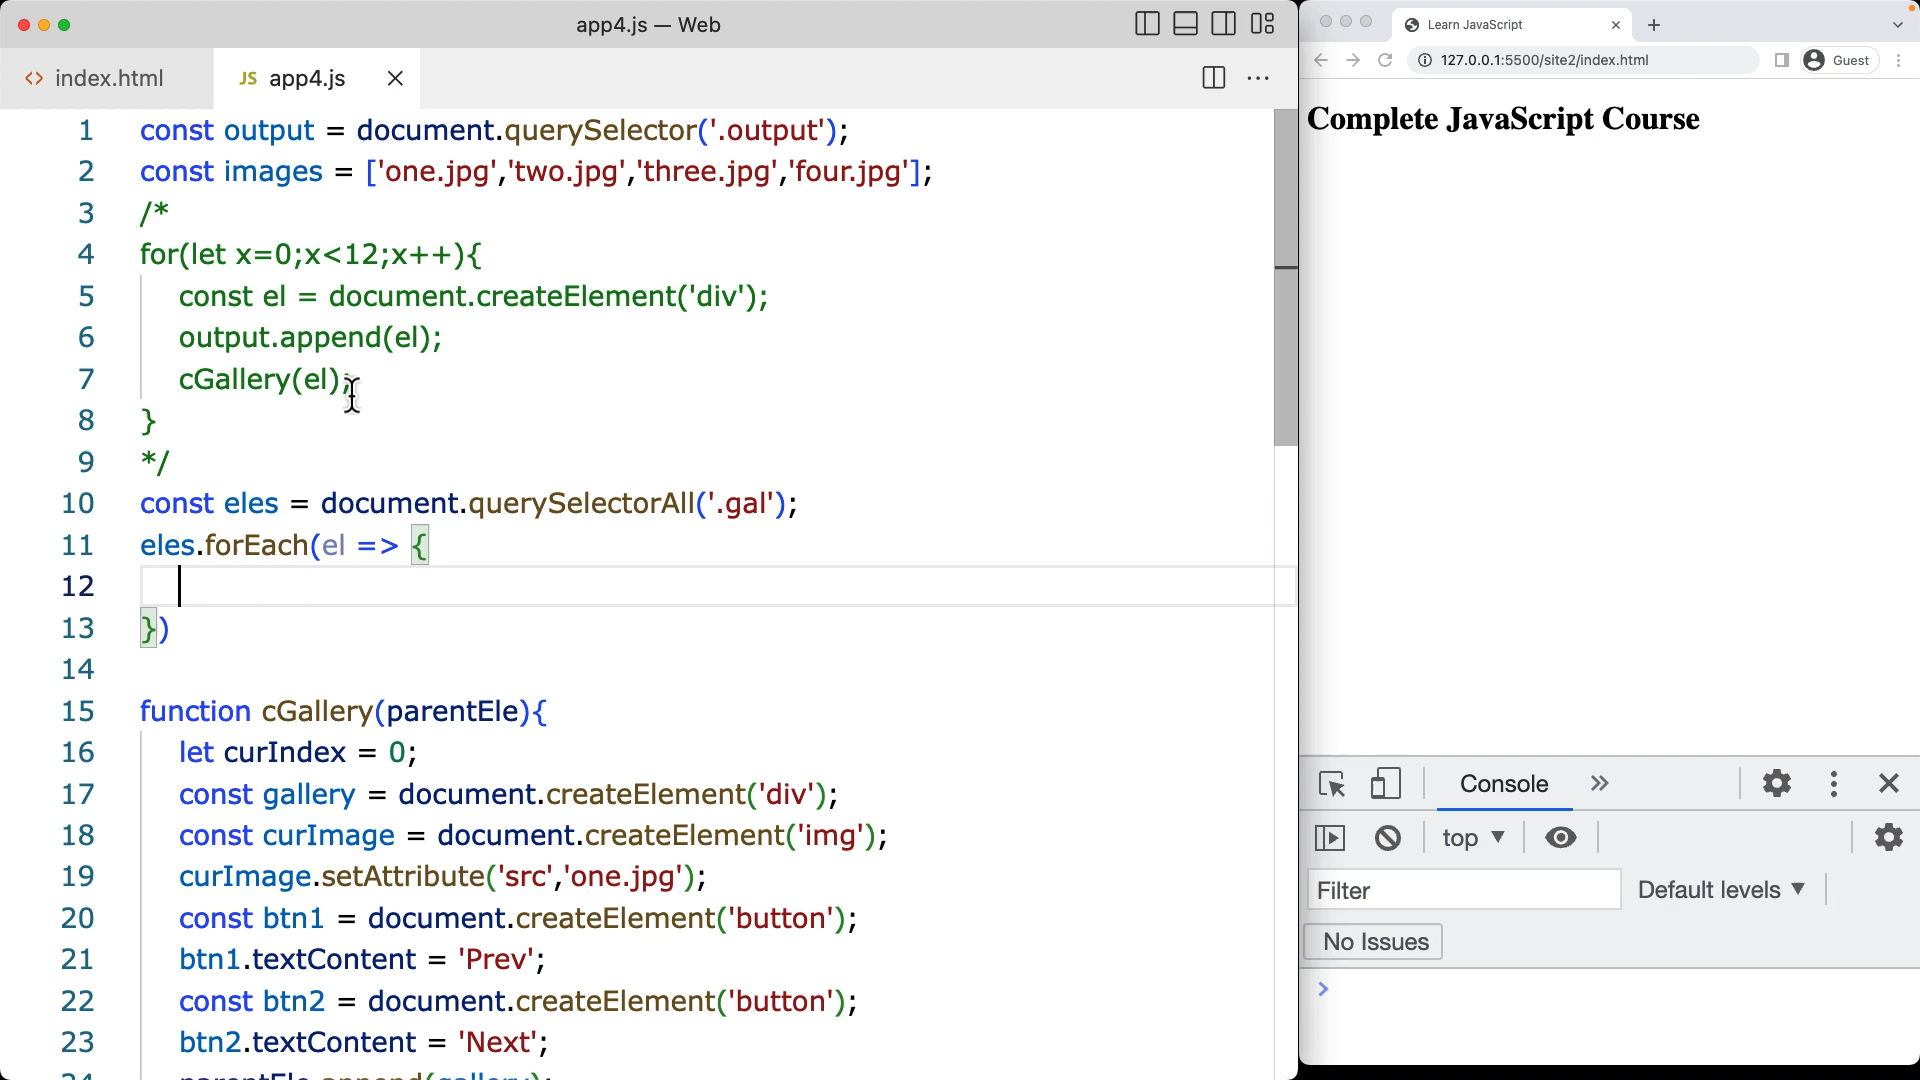 app4.js — Web
<> index.html
JS app4.js
1 const output = document.querySelector('.output');
2 const images = ['one.jpg','two.jpg','three.jpg','four.jpg'];
3 /*
4 for(let x=0;x<12;x++){
5 const el = document.createElement('div');
6 output.append(el);
7 cGallery(el);
8 }
9 */
10 const eles = document.querySelectorAll('.gal');
11 eles.forEach(el => {
12
13 })
14
15 function cGallery(parentEle){
16 let curIndex = 0;
17 const gallery = document.createElement('div');
18 const curImage = document.createElement('img');
19 curImage.setAttribute('src','one.jpg');
20 const btn1 = document.createElement('button');
21 btn1.textContent = 'Prev';
22 const btn2 = document.createElement('button');
23 btn2.textContent = 'Next';
24 parentEle.append(gallery);
Learn JavaScript
127.0.0.1:5500/site2/index.html
Guest
Complete JavaScript Course
Console
top
Filter
Default levels
No Issues